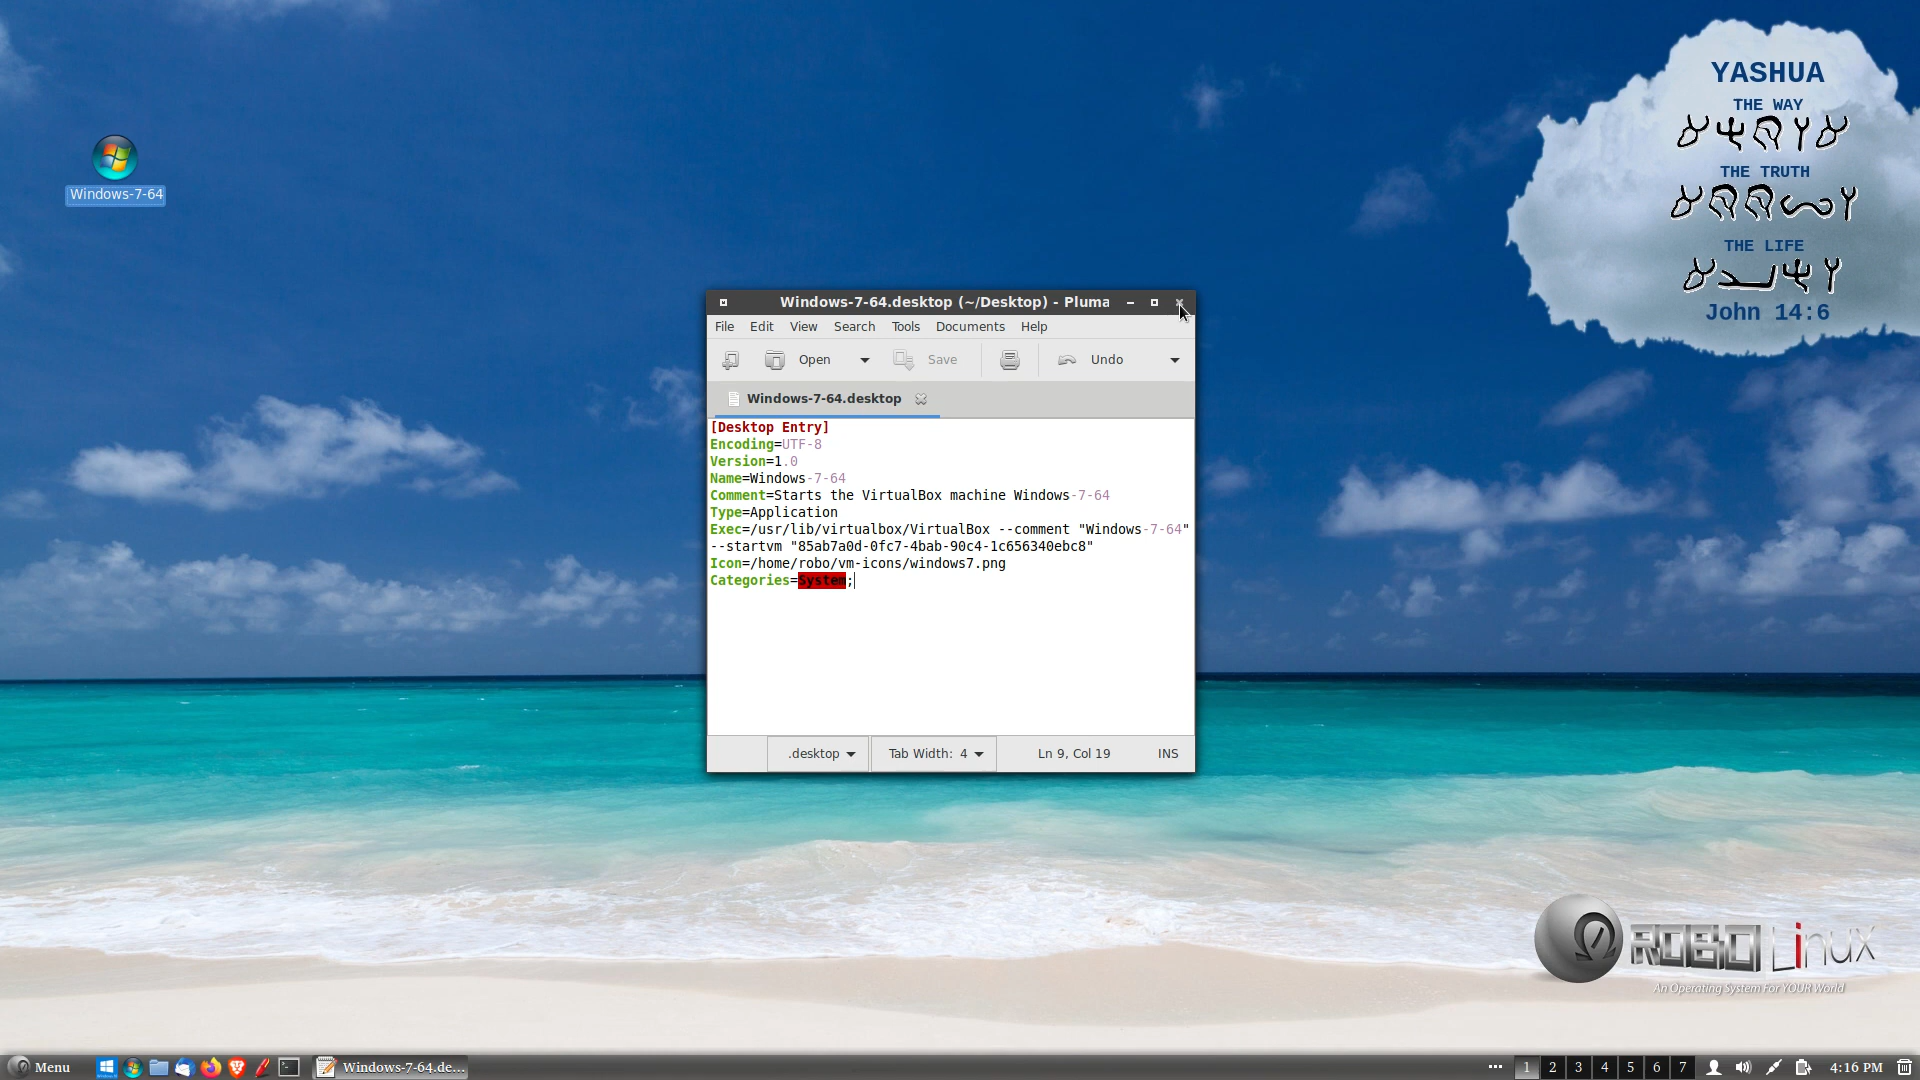 Windows-7-64
YASHUA
THE WAY
THE TRUTH
THE LIFE
John 14:6
Windows-7-64.desktop (~/Desktop) - Pluma
File Edit View Search Tools Documents Help
Open Save Undo
Windows-7-64.desktop
[Desktop Entry]
Encoding=UTF-8
Version=1.0
Name=Windows-7-64
Comment=Starts the VirtualBox machine Windows-7-64
Type=Application
Exec=/usr/lib/virtualbox/VirtualBox --comment "Windows-7-64"
--startvm "85ab7a0d-0fc7-4bab-90c4-1c656340ebc8"
Icon=/home/robo/vm-icons/windows7.png
Categories=System;
.desktop Tab Width: 4 Ln 9, Col 19 INS
ROBOLinux
An Operating System For YOUR World
Menu Windows-7-64.de... 1 2 3 4 5 6 7 4:16 PM